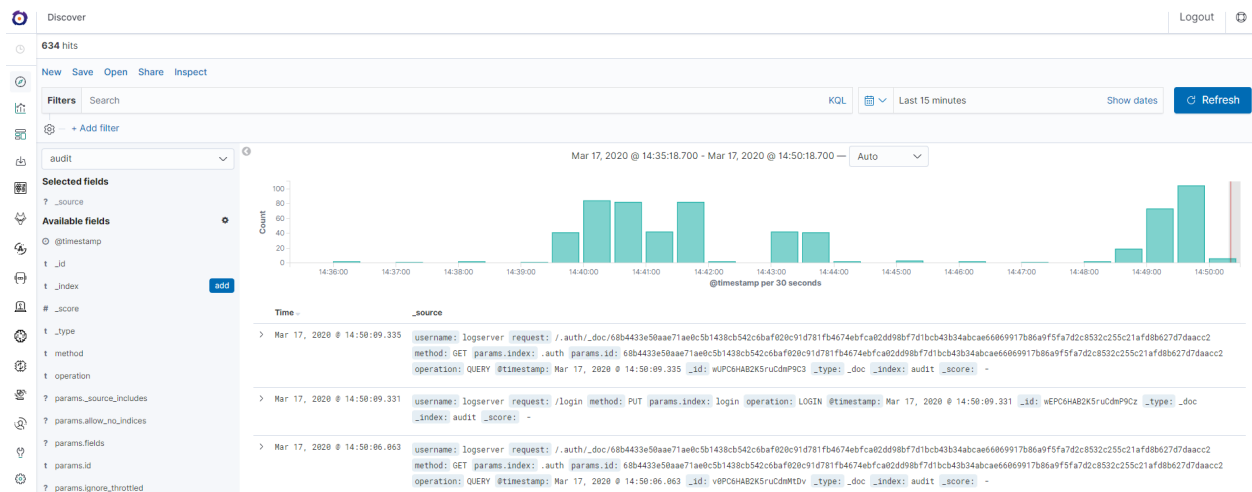 Discover
Logout
634 hits
New Save Open Share Inspect
Filters Search KQL Last 15 minutes Show dates Refresh
+ Add filter
audit
Selected fields
? _source
Available fields
@timestamp
t _id
t _index add
# _score
t _type
t method
t operation
? params._source_includes
? params.allow_no_indices
? params.fields
t params.id
? params.ignore_throttled
Mar 17, 2020 @ 14:35:18.700 - Mar 17, 2020 @ 14:50:18.700 — Auto
Count
100
80
60
40
20
0
14:36:00 14:37:00 14:38:00 14:39:00 14:40:00 14:41:00 14:42:00 14:43:00 14:44:00 14:45:00 14:46:00 14:47:00 14:48:00 14:49:00 14:50:00
@timestamp per 30 seconds
Time _source
Mar 17, 2020 @ 14:50:09.335 username: logserver request: /.auth/_doc/68b4433e50aae71ae0c5b1438cb542c6baf020c91d781fb4674ebfca02dd98bf7d1bcb43b34abcae66069917b86a9f5fa7d2c8532c255c21afd8b627d7daacc2
method: GET params.index: .auth params.id: 68b4433e50aae71ae0c5b1438cb542c6baf020c91d781fb4674ebfca02dd98bf7d1bcb43b34abcae66069917b86a9f5fa7d2c8532c255c21afd8b627d7daacc2
operation: QUERY @timestamp: Mar 17, 2020 @ 14:50:09.335 _id: wUPC6HAB2K5ruCdmP9C3 _type: _doc _index: audit _score: -
Mar 17, 2020 @ 14:50:09.331 username: logserver request: /login method: PUT params.index: login operation: LOGIN @timestamp: Mar 17, 2020 @ 14:50:09.331 _id: wEPC6HAB2K5ruCdmP9Cz _type: _doc
_index: audit _score: -
Mar 17, 2020 @ 14:50:06.063 username: logserver request: /.auth/_doc/68b4433e50aae71ae0c5b1438cb542c6baf020c91d781fb4674ebfca02dd98bf7d1bcb43b34abcae66069917b86a9f5fa7d2c8532c255c21afd8b627d7daacc2
method: GET params.index: .auth params.id: 68b4433e50aae71ae0c5b1438cb542c6baf020c91d781fb4674ebfca02dd98bf7d1bcb43b34abcae66069917b86a9f5fa7d2c8532c255c21afd8b627d7daacc2
operation: QUERY @timestamp: Mar 17, 2020 @ 14:50:06.063 _id: v0PC6HAB2K5ruCdmMtDv _type: _doc _index: audit _score: -